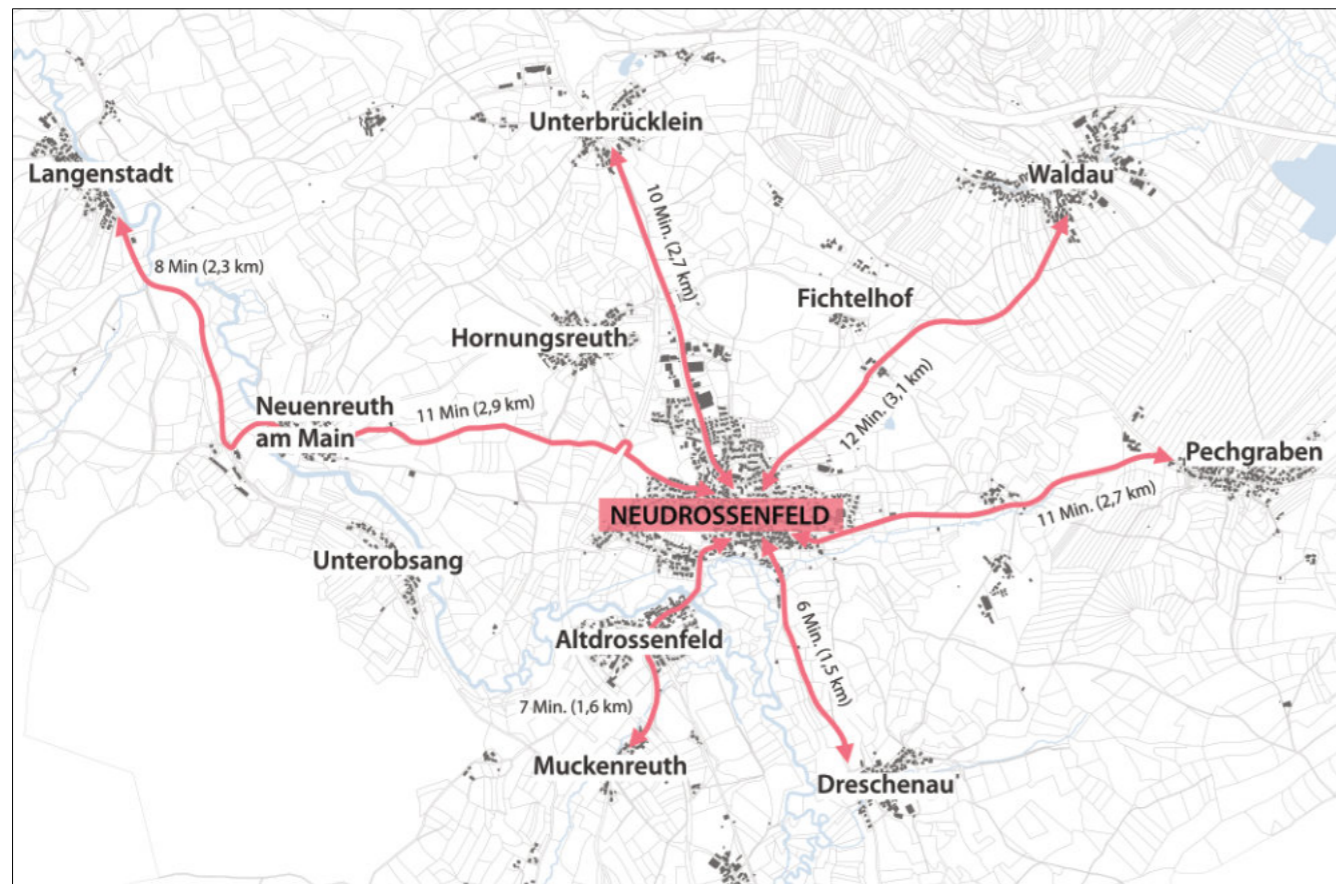 Unterbrücklein
Langenstadt
Waldau
10 Min. (2,7 km)
8 Min (2,3 km)
Fichtelhof
Hornungsreuth
12 Min. (3,1 km)
Neuenreuth
am Main
11 Min (2,9 km)
Pechgraben
11 Min. (2,7 km)
NEUDROSSENFELD
Unterobsang
6 Min. (1,5 km)
Altdrossenfeld
7 Min. (1,6 km)
Muckenreuth
Dreschenau